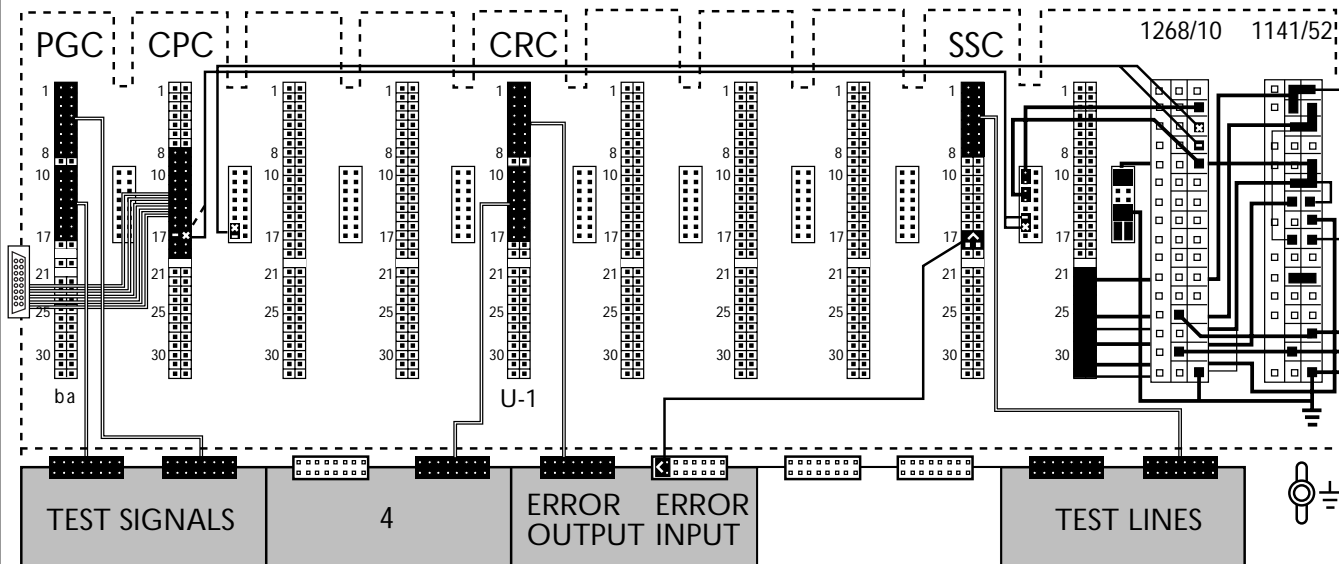 PGC CPC CRC SSC 1268/10 1141/52
1 1 1 1 1 1 1 1 1 1
8 8 8 8 8 8 8 8 8 8
10 10 10 10 10 10 10 10 10 10
17 17 17 17 17 17 17 17 17 17
21 21 21 21 21 21 21 21 21 21
25 25 25 25 25 25 25 25 25 25
30 30 30 30 30 30 30 30 30 30
ba U-1
TEST SIGNALS 4 ERROR OUTPUT ERROR INPUT TEST LINES